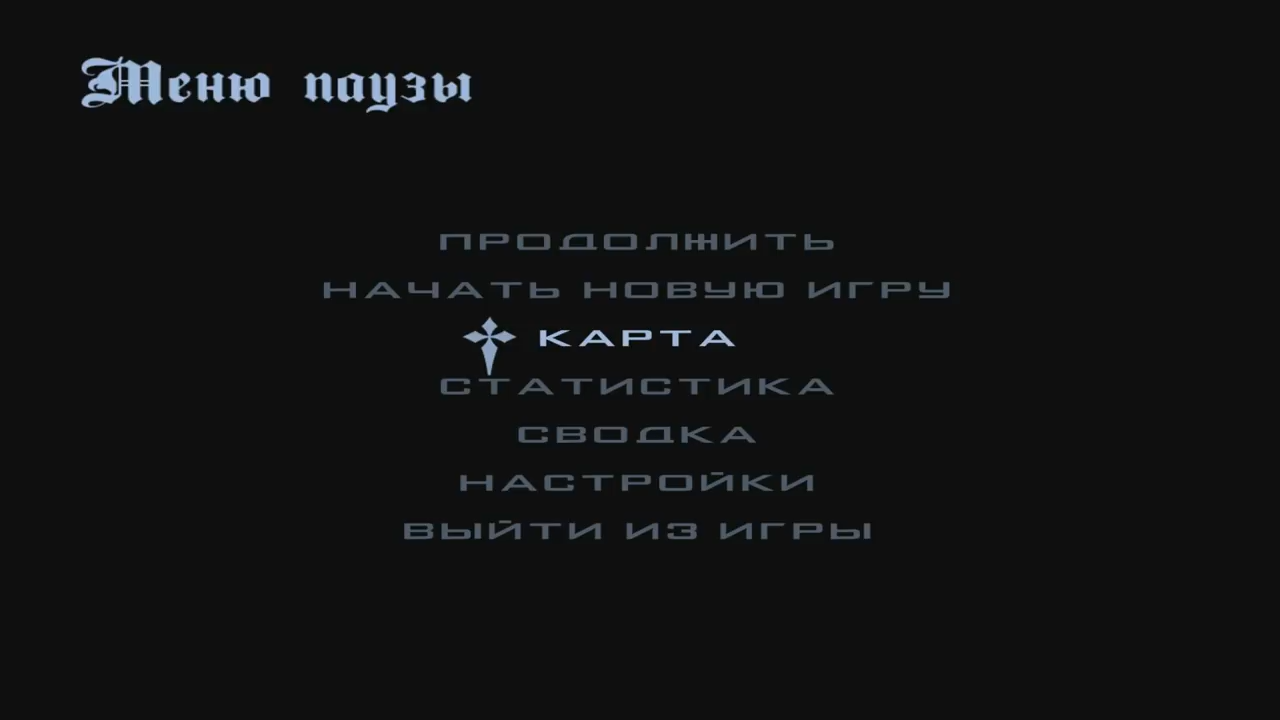 Меню паузы
ПРОДОЛЖИТЬ
НАЧАТЬ НОВУЮ ИГРУ
КАРТА
СТАТИСТИКА
СВОДКА
НАСТРОЙКИ
ВЫЙТИ ИЗ ИГРЫ